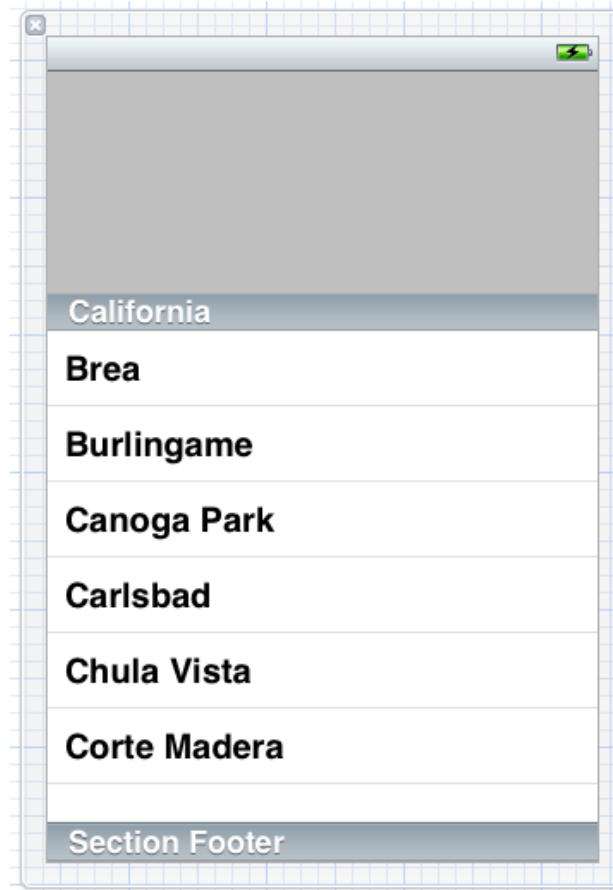 California
Brea
Burlingame
Canoga Park
Carlsbad
Chula Vista
Corte Madera
Section Footer